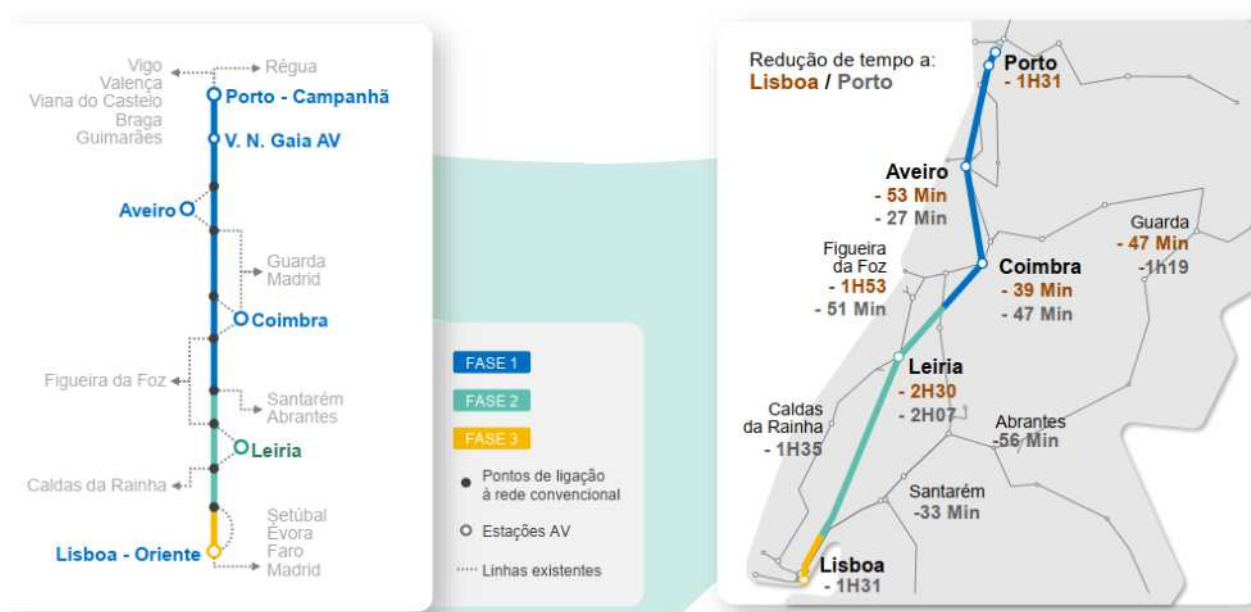 Vigo
Valença
Viana do Castelo
Braga
Guimarães
Régua
Porto - Campanhã
V. N. Gaia AV
Aveiro
Guarda
Madrid
Coimbra
Figueira da Foz
Santarém
Abrantes
Leiria
Caldas da Rainha
Setúbal
Évora
Faro
Madrid
Lisboa - Oriente
FASE 1
FASE 2
FASE 3
Pontos de ligação
à rede convencional
Estações AV
Linhas existentes
Redução de tempo a:
Lisboa / Porto
Porto
- 1H31
Aveiro
- 53 Min
- 27 Min
Guarda
- 47 Min
-1h19
Figueira
da Foz
- 1H53
- 51 Min
Coimbra
- 39 Min
- 47 Min
Leiria
- 2H30
- 2H07
Caldas
da Rainha
- 1H35
Abrantes
-56 Min
Santarém
-33 Min
Lisboa
- 1H31